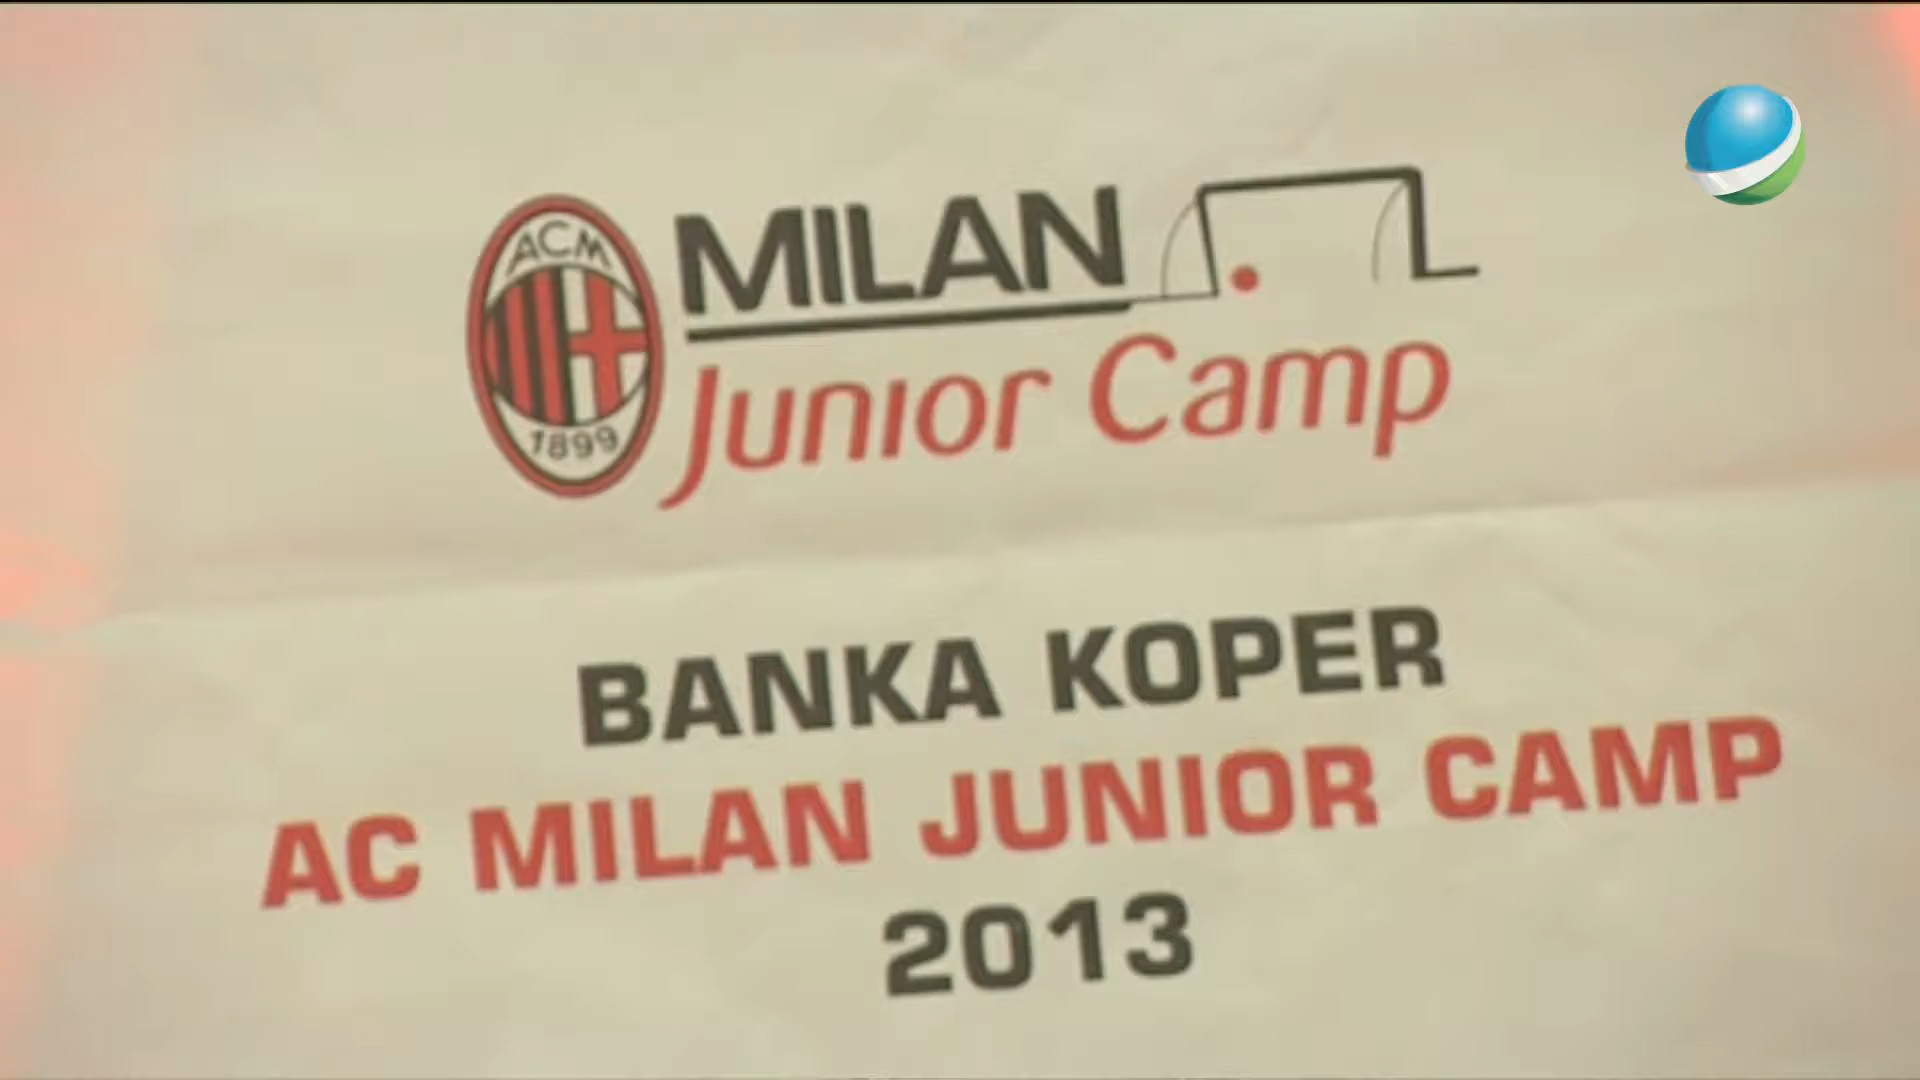 ACM
1899
MILAN
Junior Camp
BANKA KOPER
AC MILAN JUNIOR CAMP
2013